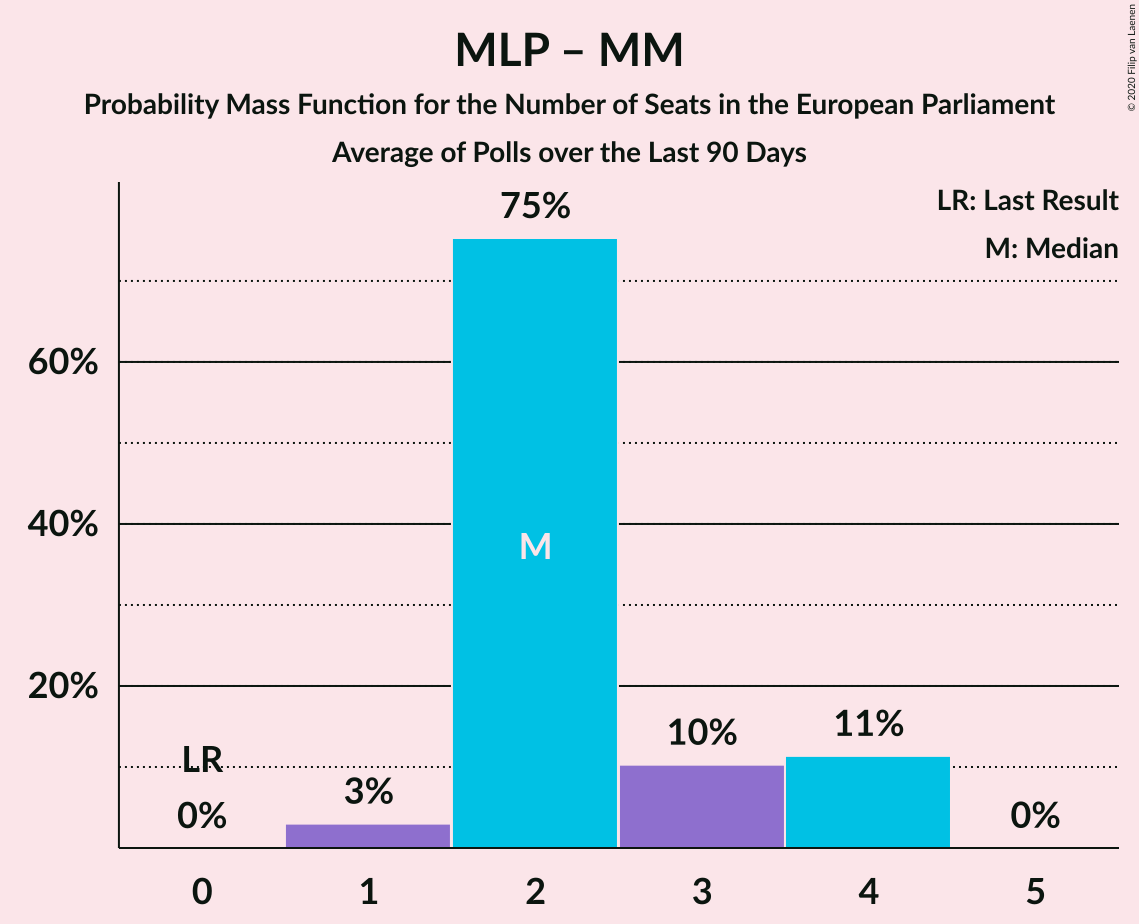 MLP – MM
Probability Mass Function for the Number of Seats in the European Parliament
Average of Polls over the Last 90 Days
© 2020 Filip van Laenen
LR: Last Result
M: Median
75%
60%
40%
20%
M
LR
0%
3%
10%
11%
0%
0 1 2 3 4 5